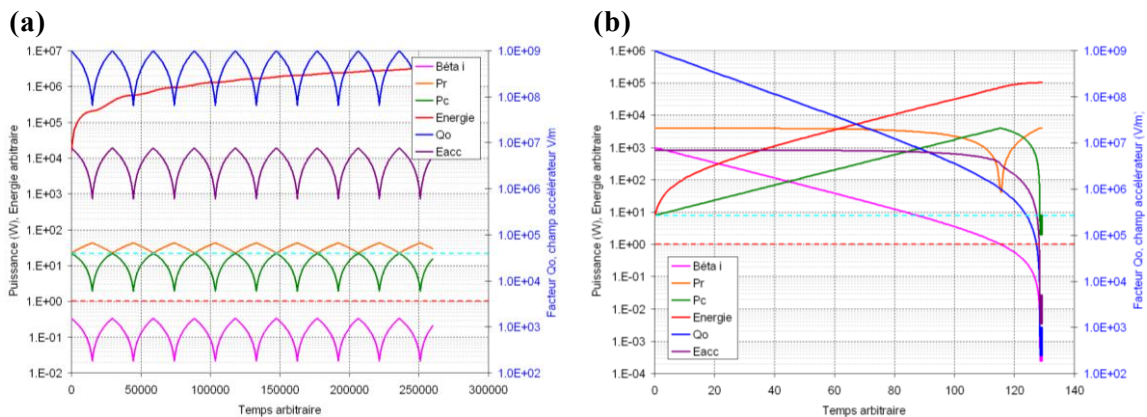 (a)
(b)
Puissance (W), Energie arbitraire
1.E+07
1.E+06
1.E+05
1.E+04
1.E+03
1.E+02
1.E+01
1.E+00
1.E-01
1.E-02
0
50000
100000
150000
200000
250000
300000
Temps arbitraire
1.0E+09
1.0E+08
1.0E+07
1.0E+06
1.0E+05
1.0E+04
1.0E+03
1.0E+02
Facteur Qo, champ accélérateur V/m
Béta i
Pr
Pc
Energie
Qo
Eacc
Puissance (W), Energie arbitraire
1.E+06
1.E+05
1.E+04
1.E+03
1.E+02
1.E+01
1.E+00
1.E-01
1.E-02
1.E-03
1.E-04
0
20
40
60
80
100
120
140
Temps arbitraire
1.0E+09
1.0E+08
1.0E+07
1.0E+06
1.0E+05
1.0E+04
1.0E+03
1.0E+02
Facteur Qo, champ accélérateur V/m
Béta i
Pr
Pc
Energie
Qo
Eacc